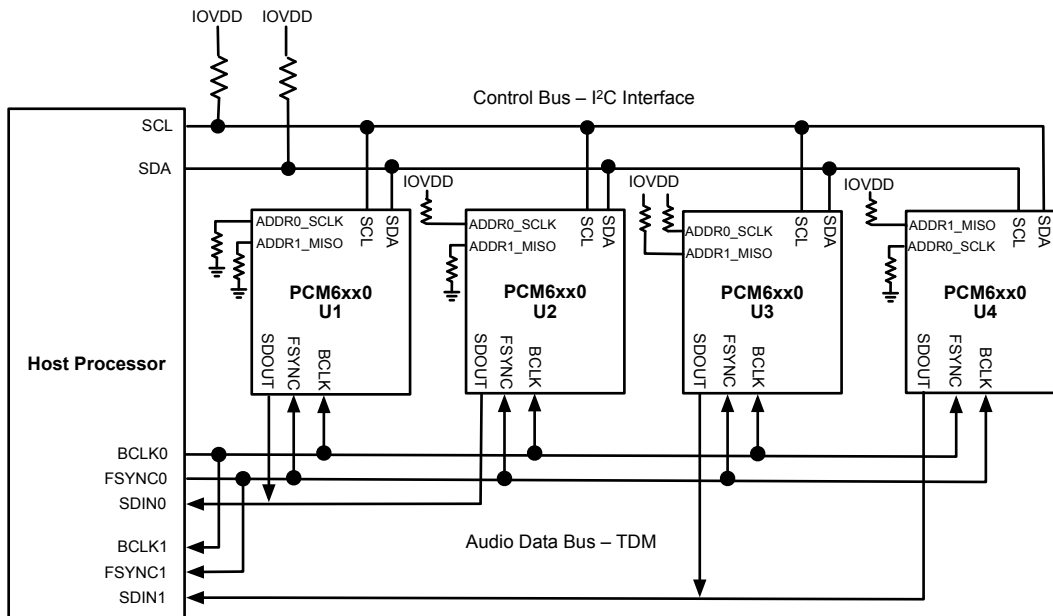 IOVDD IOVDD
Control Bus – I²C Interface
SCL
SDA
IOVDD
IOVDD
IOVDD
ADDR0_SCLK
ADDR1_MISO
SCL
SDA
PCM6xx0
U1
SDOUT
FSYNC
BCLK
ADDR0_SCLK
ADDR1_MISO
SCL
SDA
PCM6xx0
U2
SDOUT
FSYNC
BCLK
ADDR0_SCLK
ADDR1_MISO
SCL
SDA
PCM6xx0
U3
SDOUT
FSYNC
BCLK
ADDR1_MISO
ADDR0_SCLK
SCL
SDA
PCM6xx0
U4
SDOUT
FSYNC
BCLK
Host Processor
BCLK0
FSYNC0
SDIN0
BCLK1
FSYNC1
SDIN1
Audio Data Bus – TDM